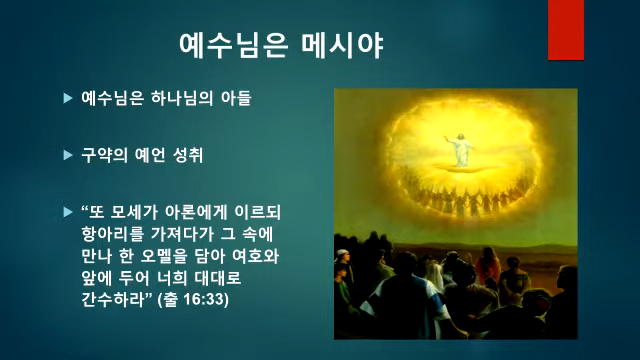 예수님은 메시야
예수님은 하나님의 아들
구약의 예언 성취
“또 모세가 아론에게 이르되
항아리를 가져다가 그 속에
만나 한 오멜을 담아 여호와
앞에 두어 너희 대대로
간수하라” (출 16:33)